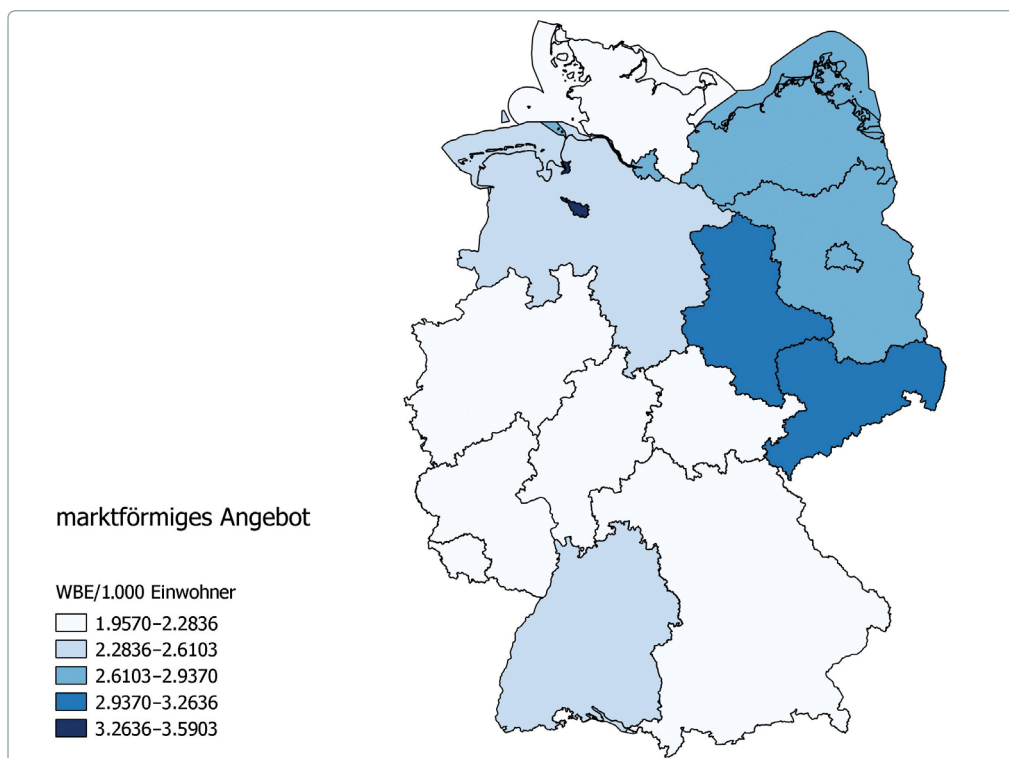 marktförmiges Angebot
WBE/1.000 Einwohner
1.9570–2.2836
2.2836–2.6103
2.6103–2.9370
2.9370–3.2636
3.2636–3.5903